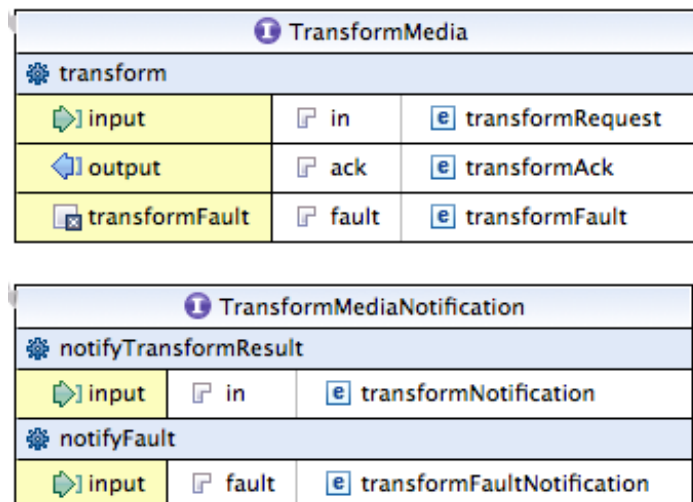 I TransformMedia
transform
input in e transformRequest
output ack e transformAck
transformFault fault e transformFault
I TransformMediaNotification
notifyTransformResult
input in e transformNotification
notifyFault
input fault e transformFaultNotification